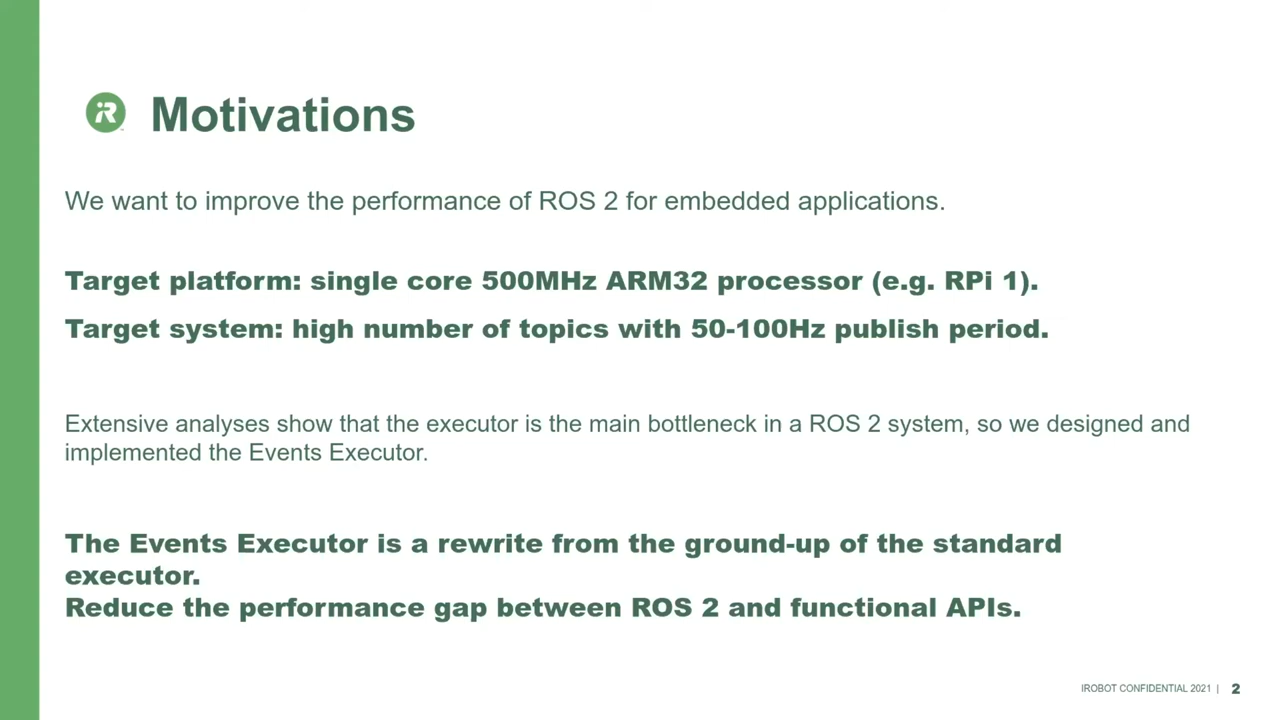 Motivations
We want to improve the performance of ROS 2 for embedded applications.
Target platform: single core 500MHz ARM32 processor (e.g. RPi 1).
Target system: high number of topics with 50-100Hz publish period.
Extensive analyses show that the executor is the main bottleneck in a ROS 2 system, so we designed and
implemented the Events Executor.
The Events Executor is a rewrite from the ground-up of the standard
executor.
Reduce the performance gap between ROS 2 and functional APIs.
IROBOT CONFIDENTIAL 2021 | 2